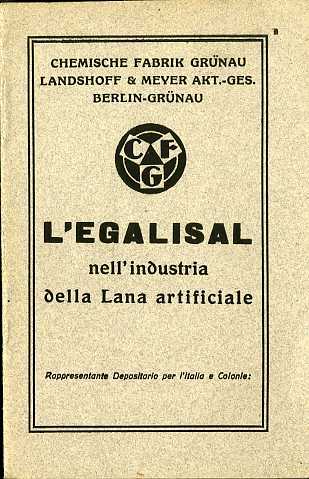 CHEMISCHE FABRIK GRÜNAU
LANDSHOFF & MEYER AKT.-GES.
BERLIN-GRÜNAU
C F G
L'EGALISAL
nell'industria
della Lana artificiale
Rappresentante Depositario per l'Italia e Colonie: